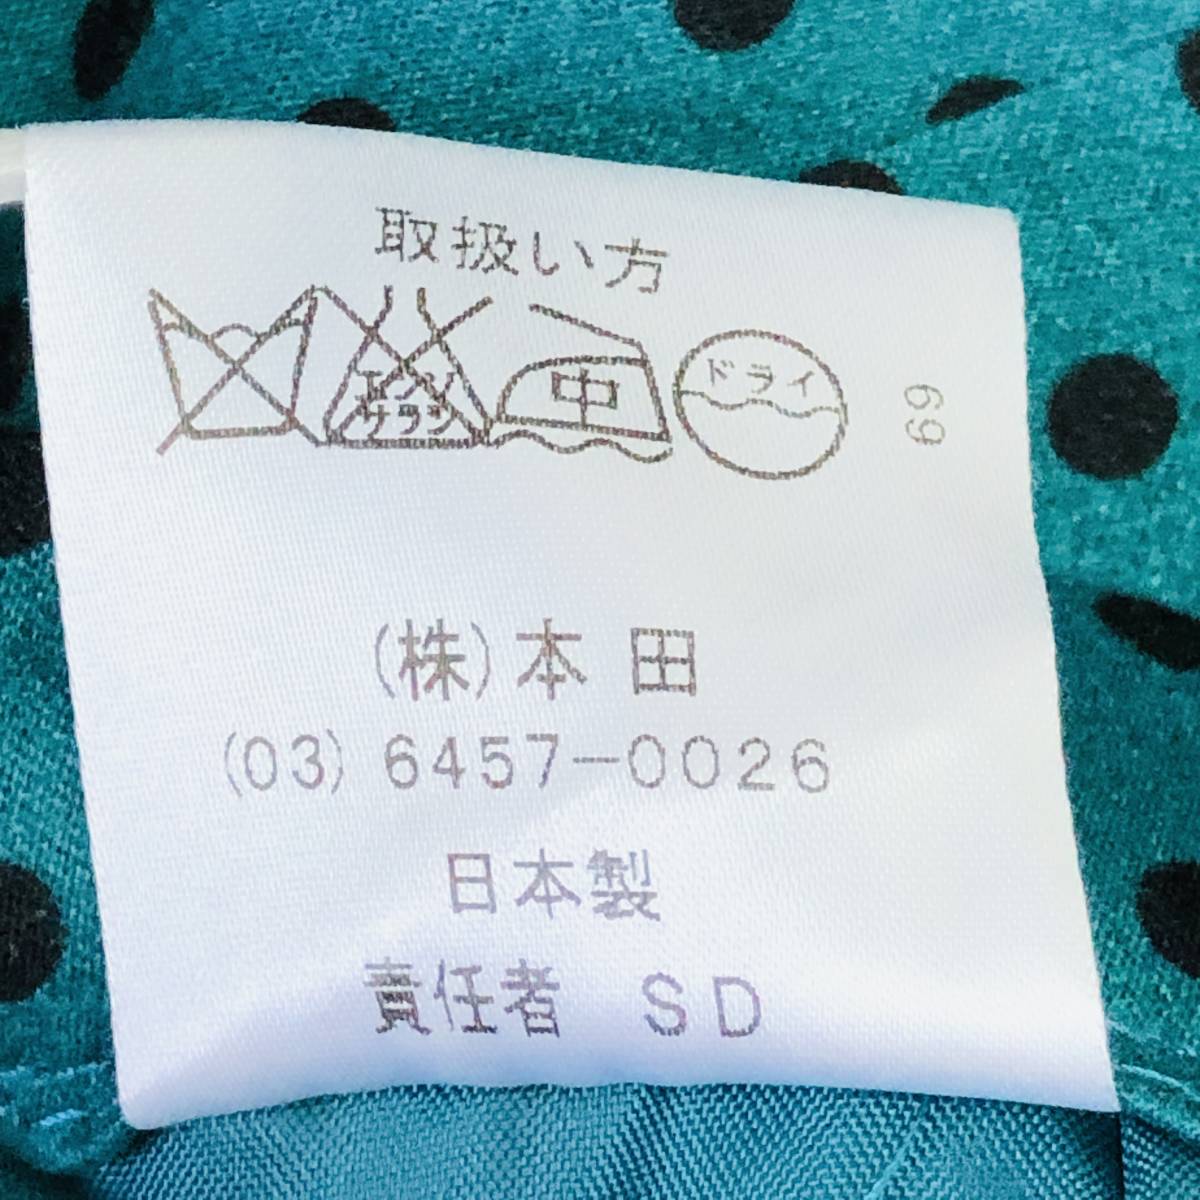 取扱い方
エンソ
サラシ
中
ドライ
69
(株)本田
(03) 6457-0026
日本製
責任者 SD